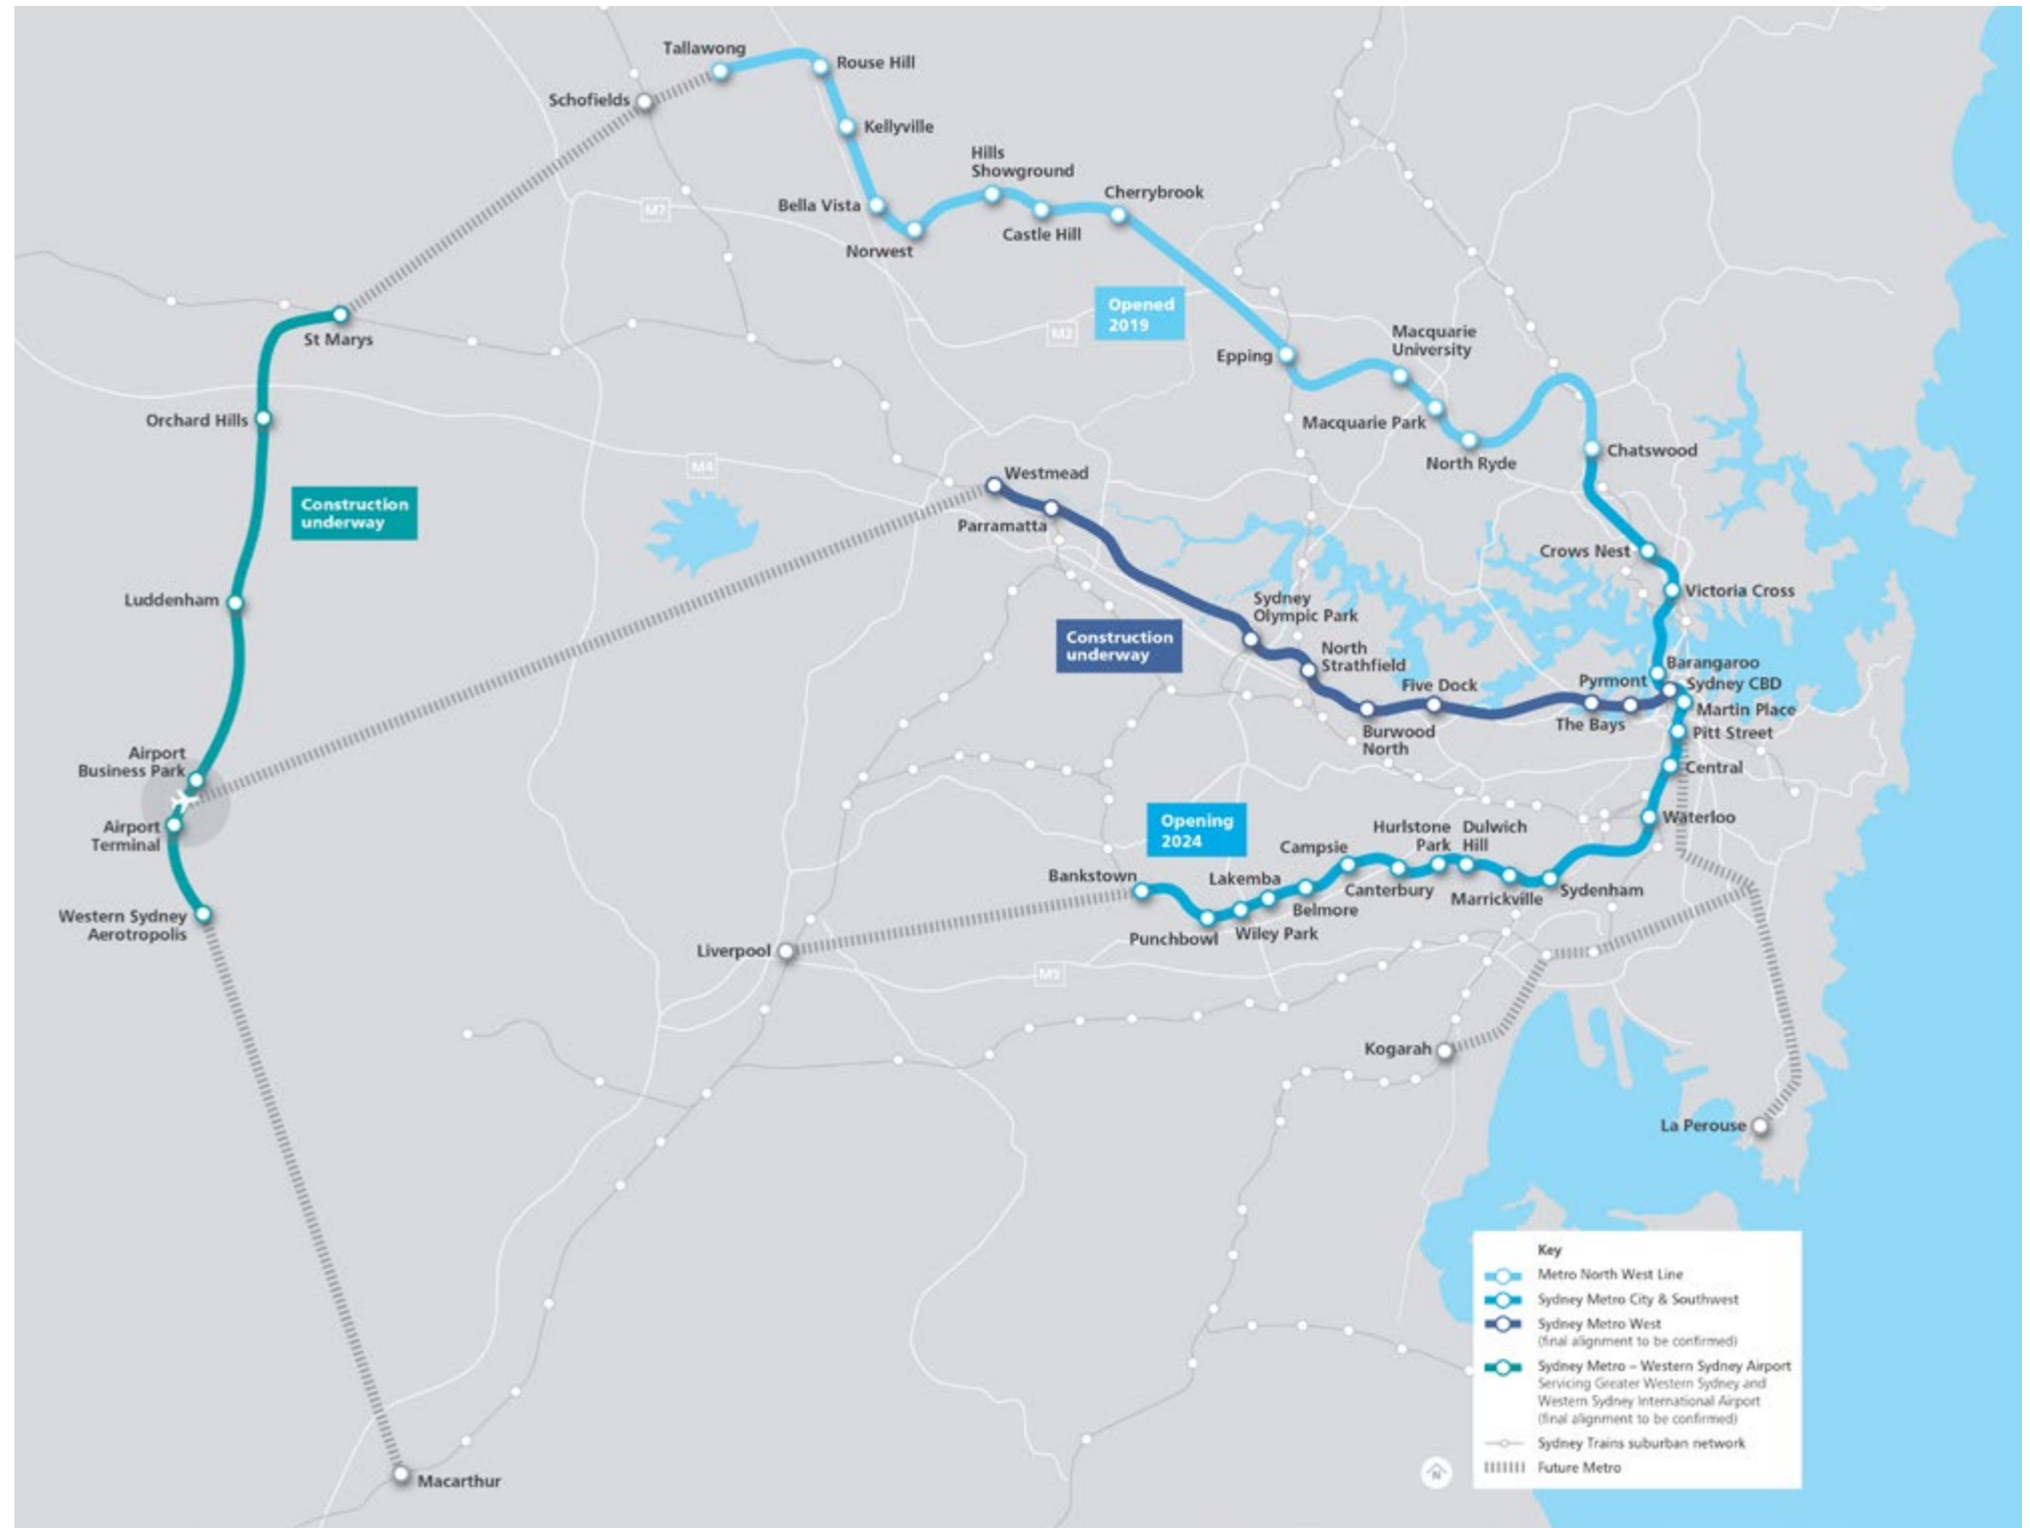 Tallawong
Rouse Hill
Schofields
Kellyville
Hills
Showground
Cherrybrook
Bella Vista
M7
Castle Hill
Norwest
Opened
2019
M2
Macquarie
University
St Marys
Epping
Orchard Hills
Macquarie Park
Chatswood
North Ryde
M4
Westmead
Construction
underway
Parramatta
Crows Nest
Luddenham
Victoria Cross
Sydney
Olympic Park
Construction
underway
North
Strathfield
Barangaroo
Five Dock
Pyrmont
Sydney CBD
Martin Place
The Bays
Pitt Street
Burwood
North
Airport
Business Park
Central
Airport
Terminal
Opening
2024
Waterloo
Hurlstone
Park
Dulwich
Hill
Campsie
Bankstown
Lakemba
Canterbury
Sydenham
Marrickville
Belmore
Western Sydney
Aerotropolis
Punchbowl
Wiley Park
Liverpool
M5
Kogarah
La Perouse
Macarthur
Key
Metro North West Line
Sydney Metro City & Southwest
Sydney Metro West
(final alignment to be confirmed)
Sydney Metro – Western Sydney Airport
Servicing Greater Western Sydney and
Western Sydney International Airport
(final alignment to be confirmed)
Sydney Trains suburban network
Future Metro
N